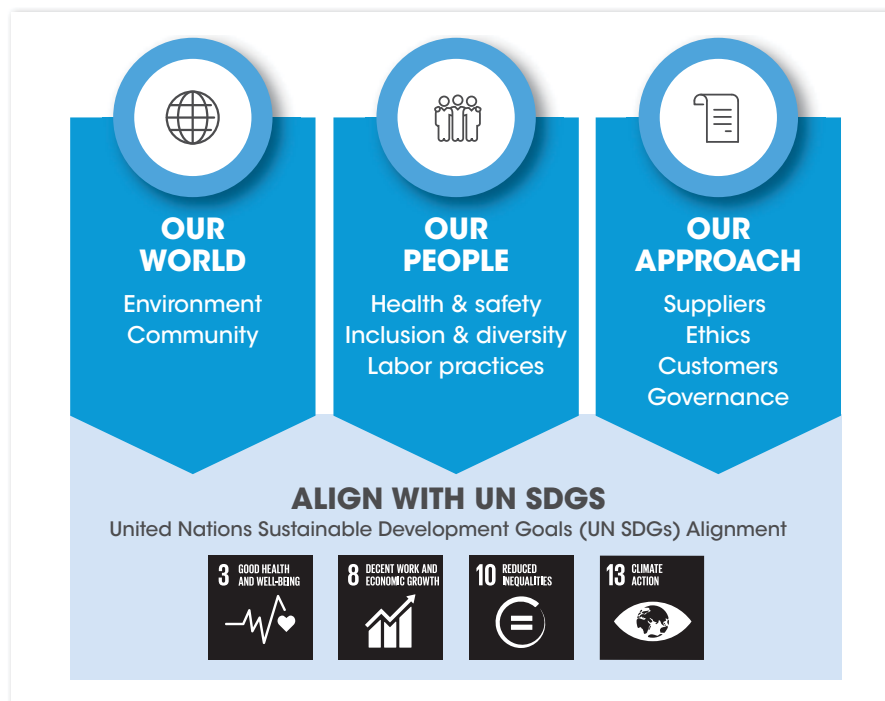 OUR
WORLD
Environment
Community
OUR
PEOPLE
Health & safety
Inclusion & diversity
Labor practices
OUR
APPROACH
Suppliers
Ethics
Customers
Governance
ALIGN WITH UN SDGS
United Nations Sustainable Development Goals (UN SDGs) Alignment
3 GOOD HEALTH
AND WELL-BEING
8 DECENT WORK AND
ECONOMIC GROWTH
10 REDUCED
INEQUALITIES
13 CLIMATE
ACTION